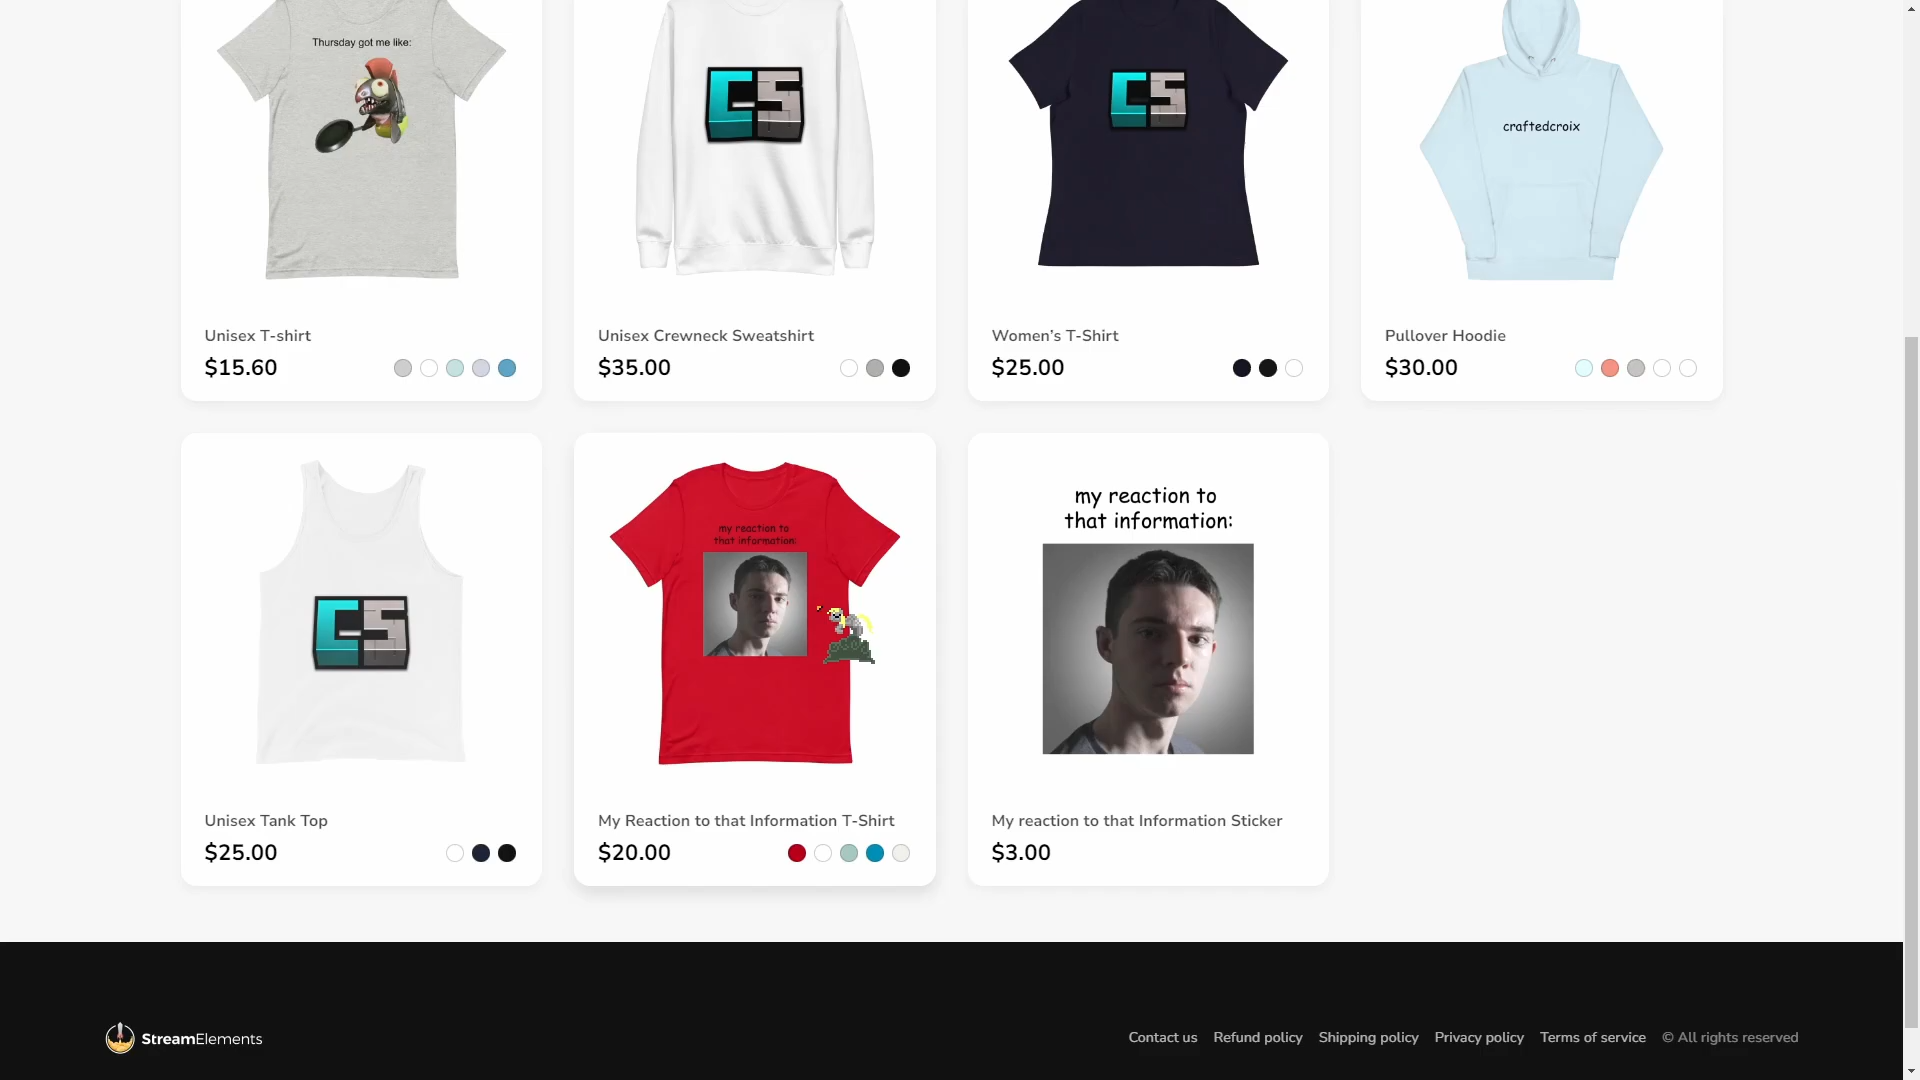 Thursday got me like:
CS
CS
craftedcroix
Unisex T-shirt
$15.60
Unisex Crewneck Sweatshirt
$35.00
Women's T-Shirt
$25.00
Pullover Hoodie
$30.00
CS
my reaction to
that information:
my reaction to
that information:
Unisex Tank Top
$25.00
My Reaction to that Information T-Shirt
$20.00
My reaction to that Information Sticker
$3.00
StreamElements
Contact us
Refund policy
Shipping policy
Privacy policy
Terms of service
© All rights reserved